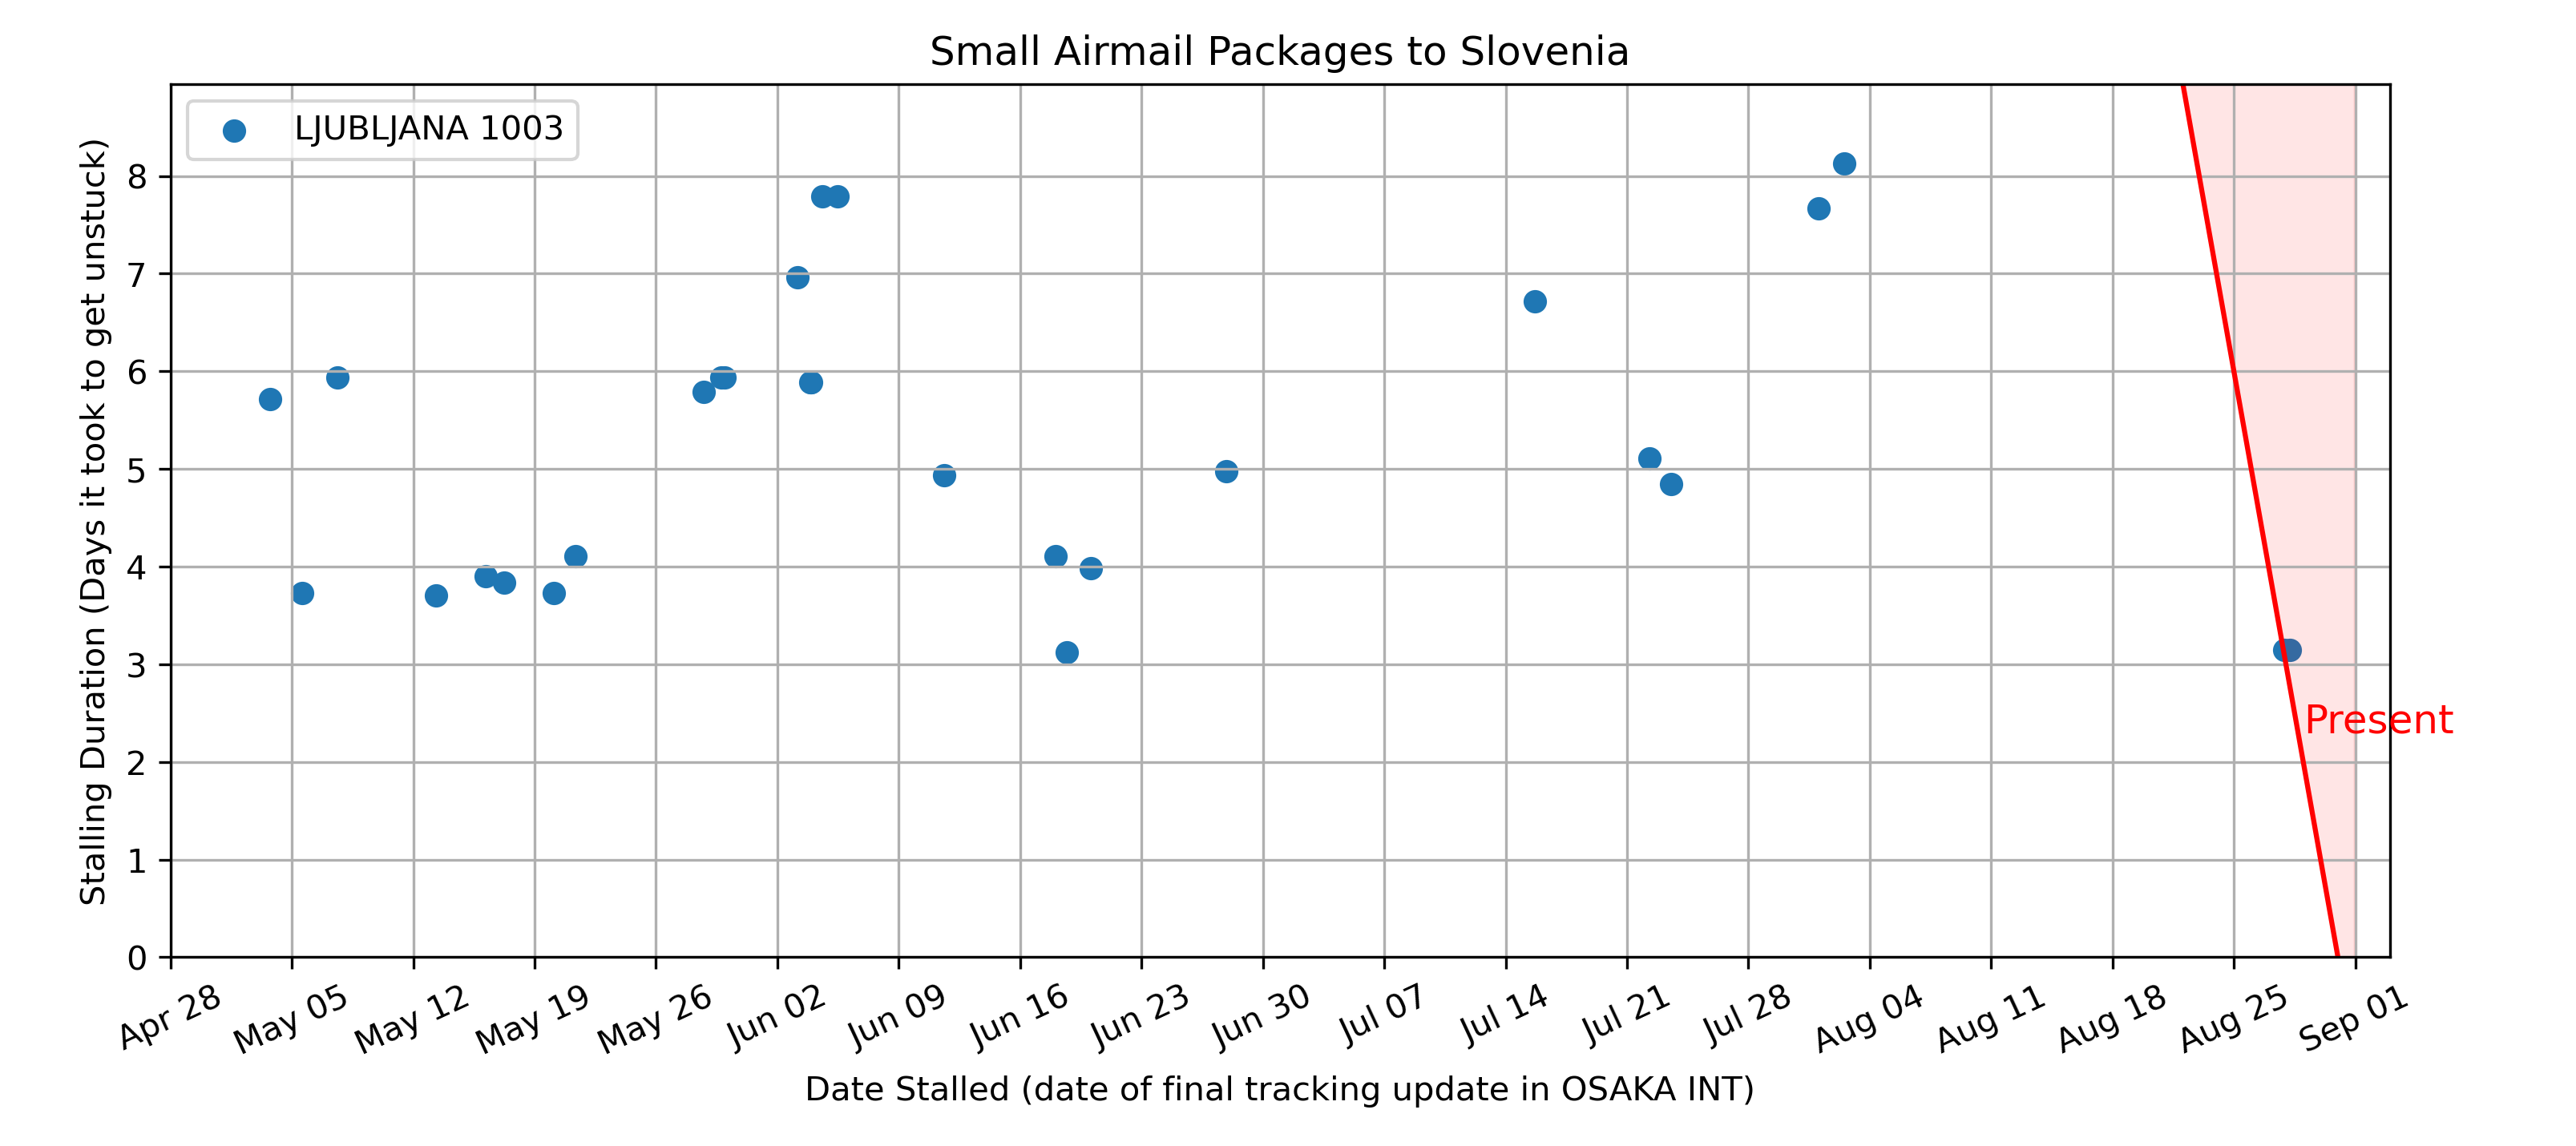 Small Airmail Packages to Slovenia
LJUBLJANA 1003
Stalling Duration (Days it took to get unstuck)
8
7
6
5
4
3
2
1
0
Present
Apr 28 May 05 May 12 May 19 May 26 Jun 02 Jun 09 Jun 16 Jun 23 Jun 30 Jul 07 Jul 14 Jul 21 Jul 28 Aug 04 Aug 11 Aug 18 Aug 25 Sep 01
Date Stalled (date of final tracking update in OSAKA INT)